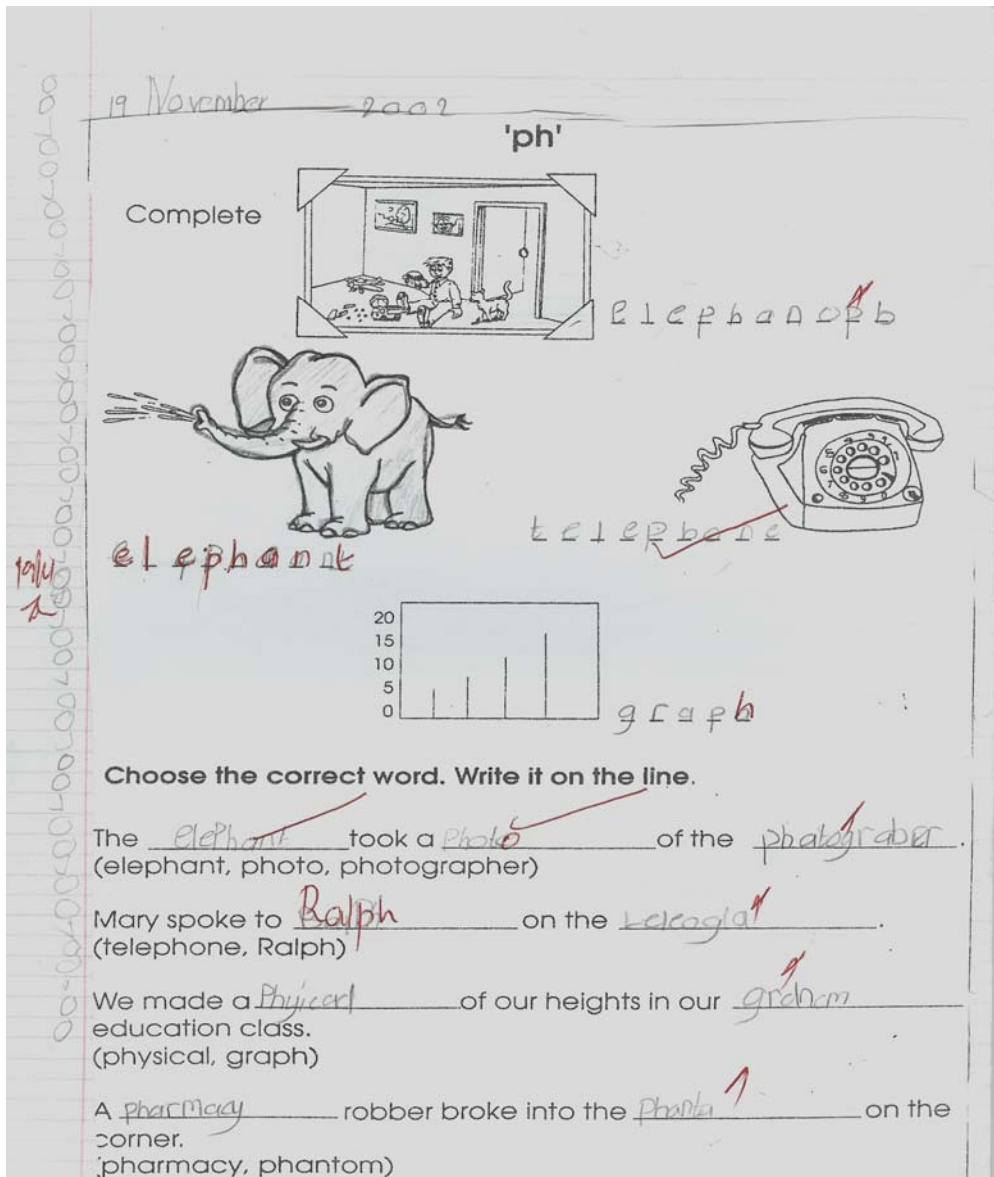 19 November 2002
'ph'
Complete
elephanoph
elephant
telephone
20
15
10
5
0
graph
Choose the correct word. Write it on the line.
The elephant took a photo of the photograber.
(elephant, photo, photographer)
Mary spoke to Ralph on the .
(telephone, Ralph)
We made a of our heights in our
education class.
(physical, graph)
A pharmacy robber broke into the Phanta on the
corner.
(pharmacy, phantom)